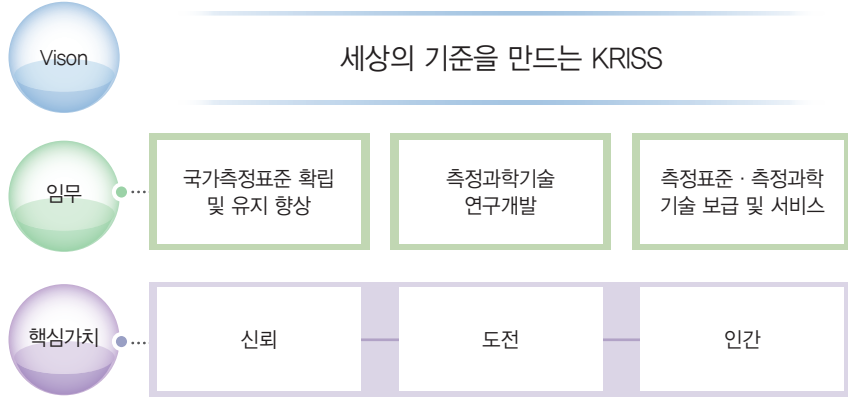 Vison
세상의 기준을 만드는 KRISS
임무
국가측정표준 확립
및 유지 향상
측정과학기술
연구개발
측정표준 · 측정과학
기술 보급 및 서비스
핵심가치
신뢰
도전
인간